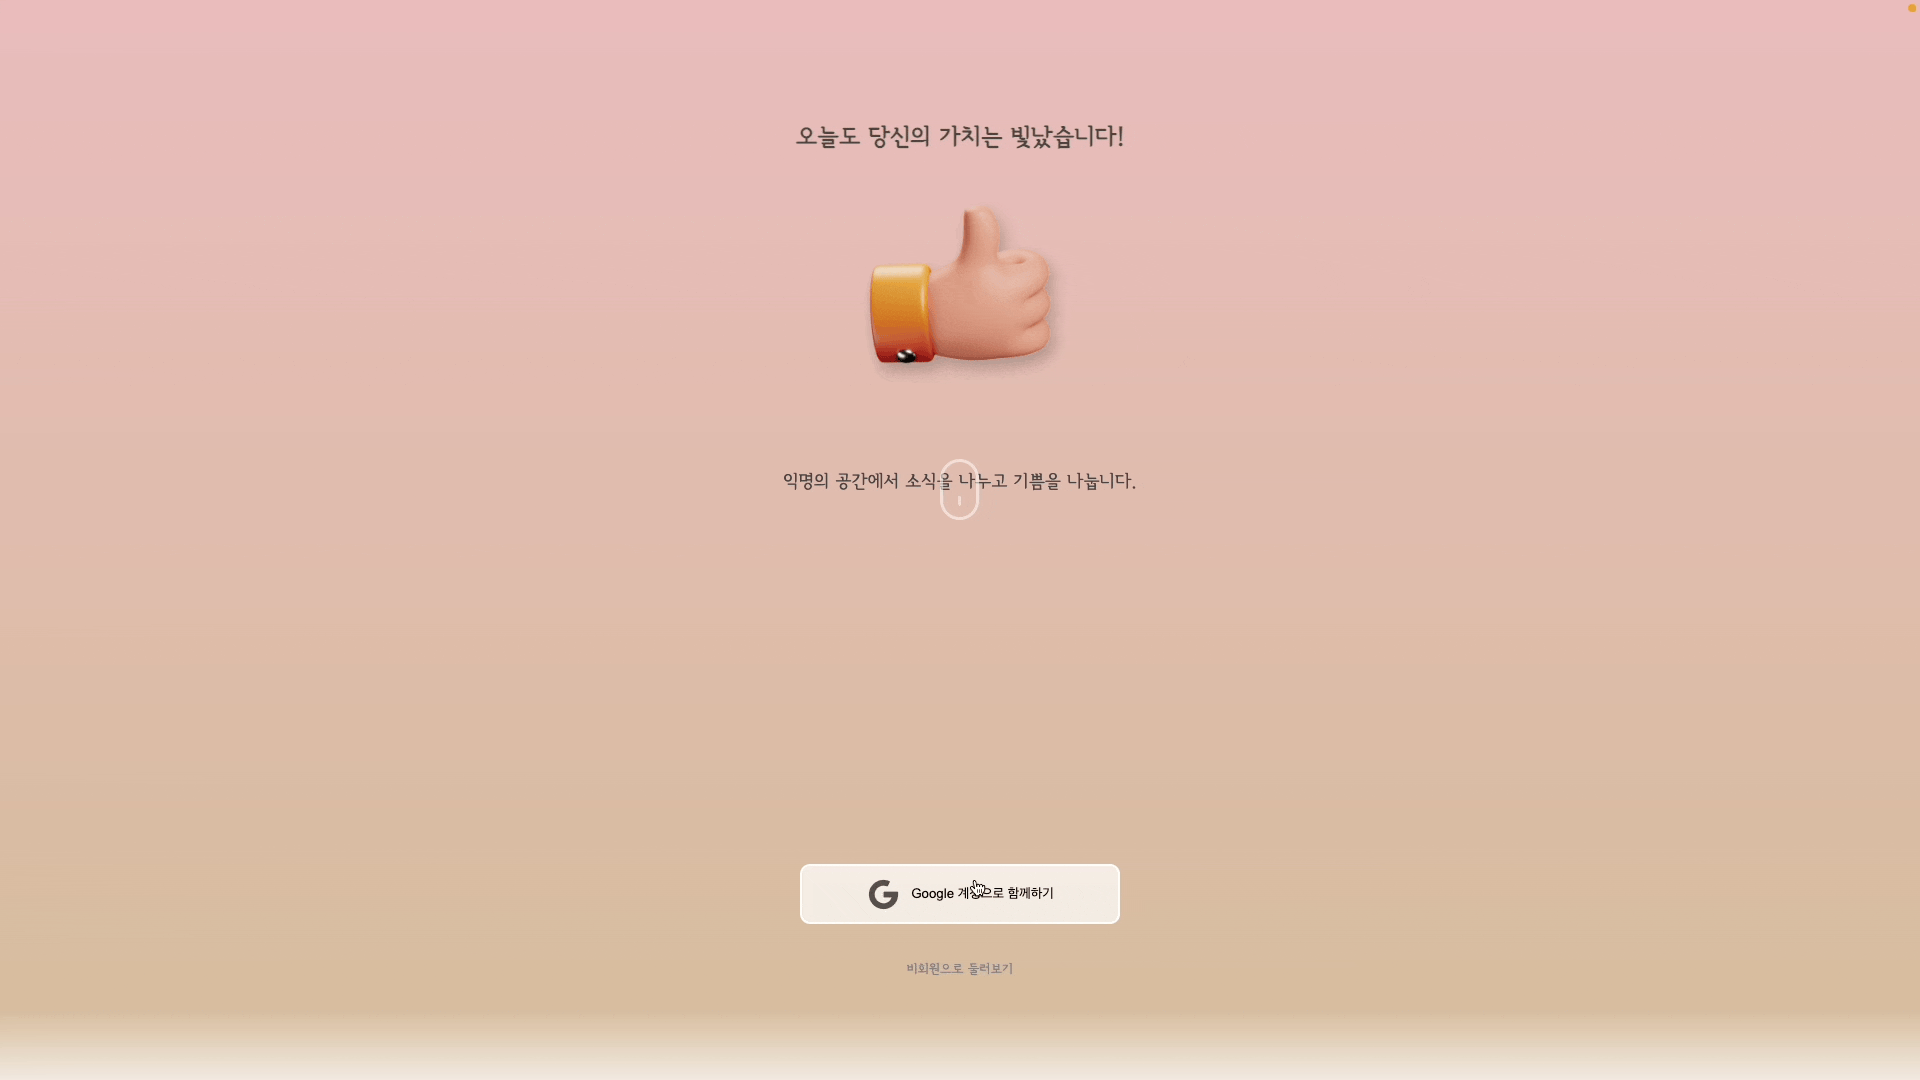 오늘도 당신의 가치는 빛났습니다!
익명의 공간에서 소식을 나누고 기쁨을 나눕니다.
Google 계정으로 함께하기
비회원으로 둘러보기